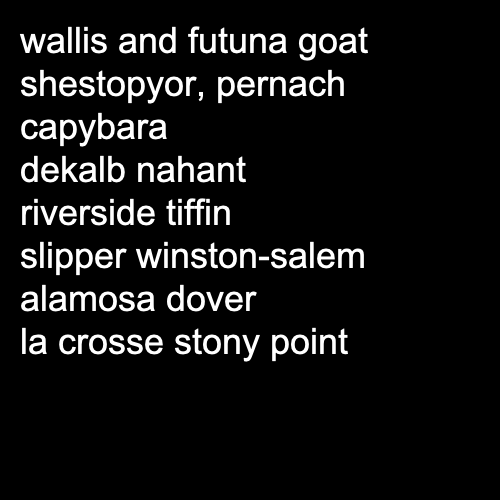 wallis and futuna goat
shestopyor, pernach
capybara
dekalb nahant
riverside tiffin
slipper winston-salem
alamosa dover
la crosse stony point